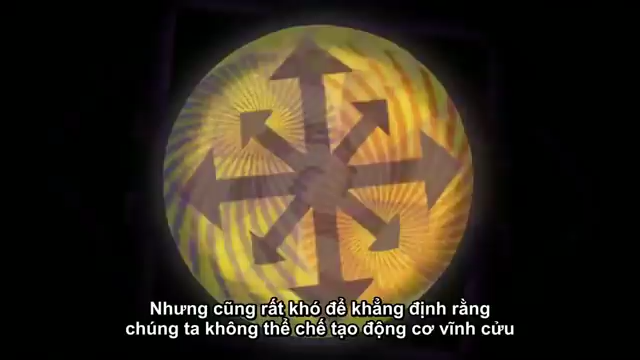 Nhưng cũng rất khó để khẳng định rằng
chúng ta không thể chế tạo động cơ vĩnh cửu